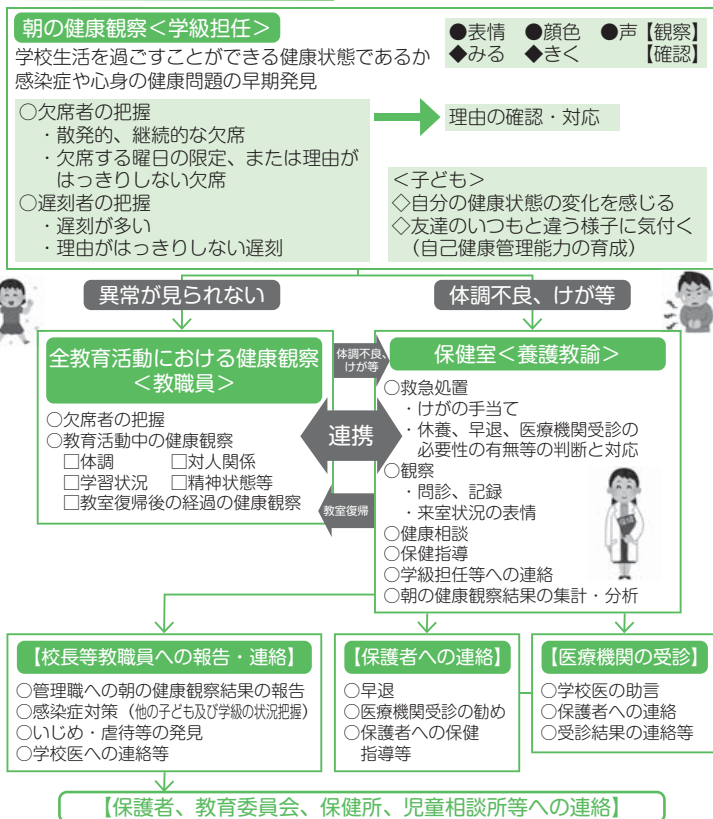 朝の健康観察＜学級担任＞
●表情　●顔色　●声【観察】
◆みる　◆きく　【確認】
学校生活を過ごすことができる健康状態であるか
感染症や心身の健康問題の早期発見
○欠席者の把握
・散発的、継続的な欠席
・欠席する曜日の限定、または理由が
はっきりしない欠席
○遅刻者の把握
・遅刻が多い
・理由がはっきりしない遅刻
理由の確認・対応
＜子ども＞
◇自分の健康状態の変化を感じる
◇友達のいつもと違う様子に気付く
（自己健康管理能力の育成）
異常が見られない
体調不良、けが等
全教育活動における健康観察
＜教職員＞
○欠席者の把握
○教育活動中の健康観察
□体調　□対人関係
□学習状況　□精神状態等
□教室復帰後の経過の健康観察
体調不良、
けが等
連携
教室復帰
保健室＜養護教諭＞
○救急処置
・けがの手当て
・休養、早退、医療機関受診の
必要性の有無等の判断と対応
○観察
・問診、記録
・来室状況の表情
○健康相談
○保健指導
○学級担任等への連絡
○朝の健康観察結果の集計・分析
【校長等教職員への報告・連絡】
○管理職への朝の健康観察結果の報告
○感染症対策（他の子ども及び学級の状況把握）
○いじめ・虐待等の発見
○学校医への連絡等
【保護者への連絡】
○早退
○医療機関受診の勧め
○保護者への保健
指導等
【医療機関の受診】
○学校医の助言
○保護者への連絡
○受診結果の連絡等
【保護者、教育委員会、保健所、児童相談所等への連絡】